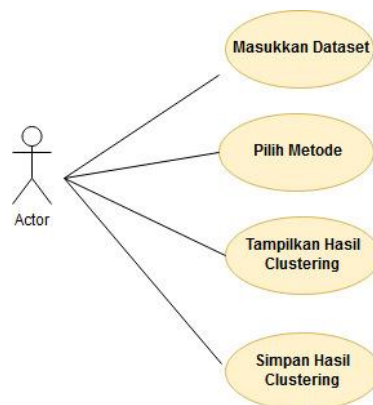 Masukkan Dataset
Pilih Metode
Actor
Tampilkan Hasil
Clustering
Simpan Hasil
Clustering